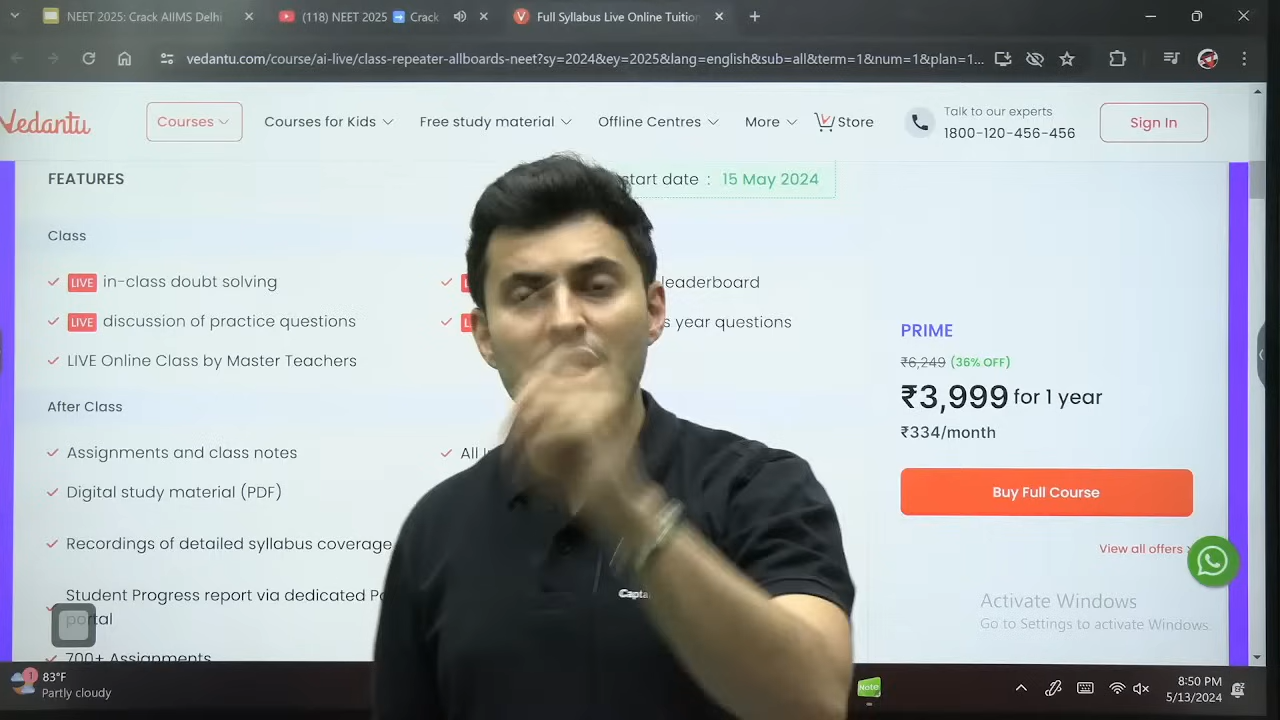 NEET 2025: Crack AIIMS Delhi
(118) NEET 2025 Crack
Full Syllabus Live Online Tuition
vedantu.com/course/ai-live/class-repeater-allboards-neet?sy=2024&ey=2025&lang=english&sub=all&term=1&num=1&plan=1...
Vedantu
Courses
Courses for Kids
Free study material
Offline Centres
More
Store
Talk to our experts
1800-120-456-456
Sign In
FEATURES
start date : 15 May 2024
Class
LIVE in-class doubt solving
leaderboard
LIVE discussion of practice questions
year questions
LIVE Online Class by Master Teachers
After Class
Assignments and class notes
All
Digital study material (PDF)
Recordings of detailed syllabus coverage
Student Progress report via dedicated
portal
700+ Assignments
PRIME
₹6,249 (36% OFF)
₹3,999 for 1 year
₹334/month
Buy Full Course
View all offers
Activate Windows
Go to Settings to activate Windows.
1
83°F
Partly cloudy
Note
8:50 PM
5/13/2024